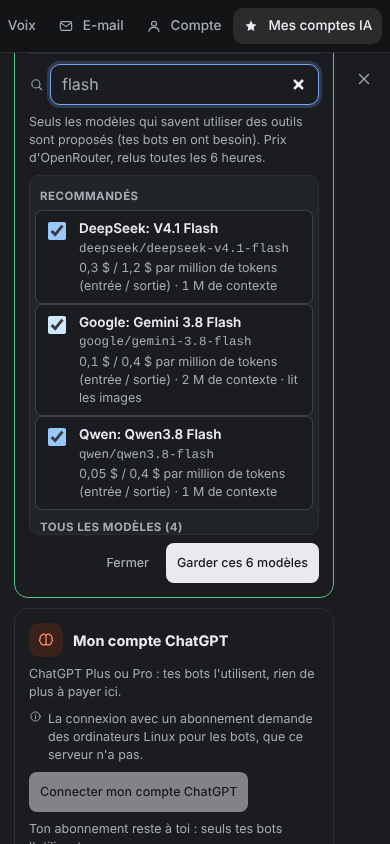 Voix E-mail Compte Mes comptes IA
flash
Seuls les modèles qui savent utiliser des outils
sont proposés (tes bots en ont besoin). Prix
d'OpenRouter, relus toutes les 6 heures.
RECOMMANDÉS
DeepSeek: V4.1 Flash
deepseek/deepseek-v4.1-flash
0,3 $ / 1,2 $ par million de tokens
(entrée / sortie) · 1 M de contexte
Google: Gemini 3.8 Flash
google/gemini-3.8-flash
0,1 $ / 0,4 $ par million de tokens
(entrée / sortie) · 2 M de contexte · lit
les images
Qwen: Qwen3.8 Flash
qwen/qwen3.8-flash
0,05 $ / 0,4 $ par million de tokens
(entrée / sortie) · 1 M de contexte
TOUS LES MODÈLES (4)
Fermer Garder ces 6 modèles
Mon compte ChatGPT
ChatGPT Plus ou Pro : tes bots l'utilisent, rien de
plus à payer ici.
La connexion avec un abonnement demande
des ordinateurs Linux pour les bots, que ce
serveur n'a pas.
Connecter mon compte ChatGPT
Ton abonnement reste à toi : seuls tes bots